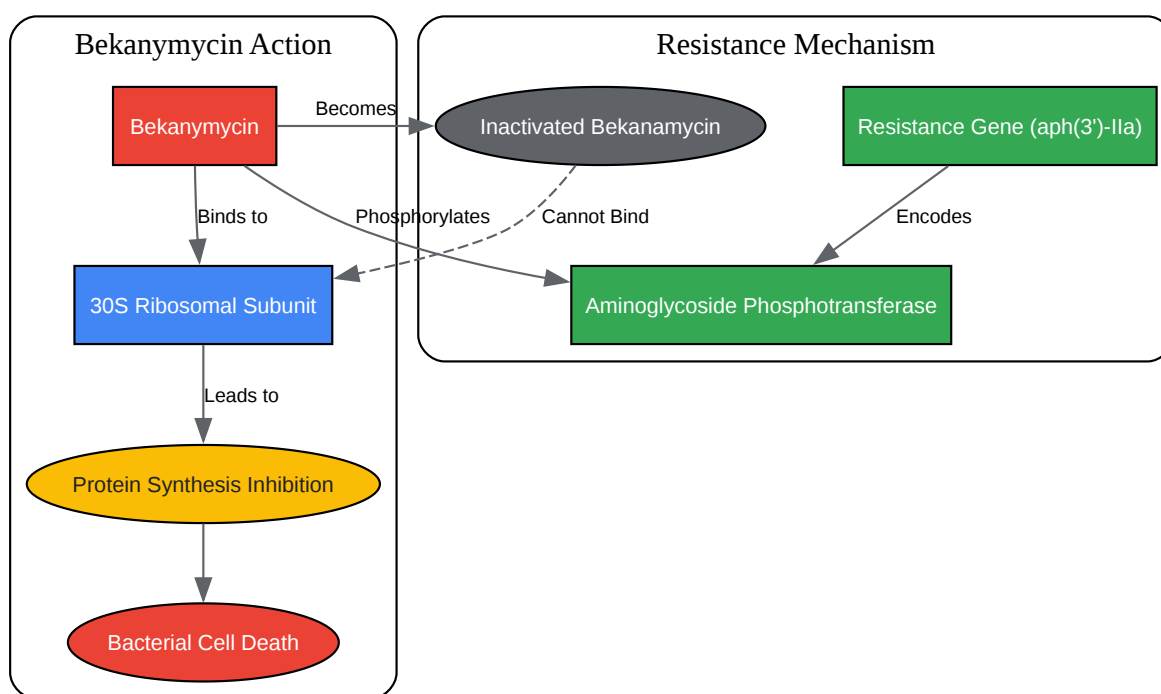 Bekanymycin Action
Resistance Mechanism
Bekanymycin
Becomes
Inactivated Bekanamycin
Resistance Gene (aph(3')-IIa)
Binds to
Phosphorylates
Cannot Bind
Encodes
30S Ribosomal Subunit
Aminoglycoside Phosphotransferase
Leads to
Protein Synthesis Inhibition
Bacterial Cell Death